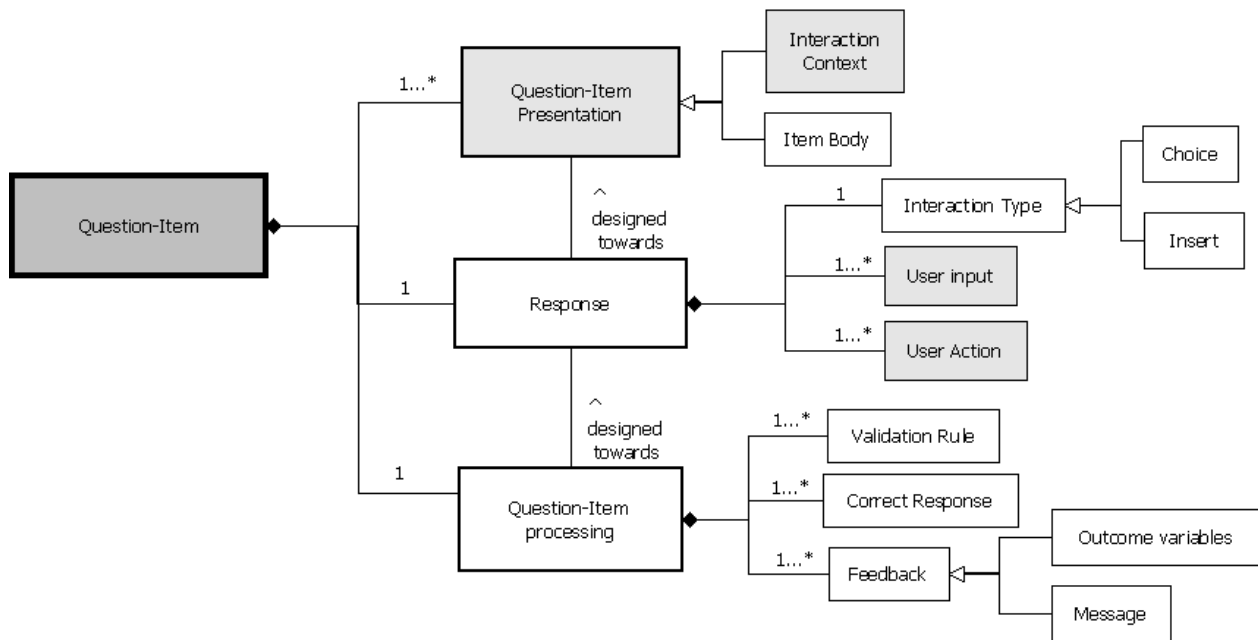 Interaction
Context
1...*
Question-Item
Presentation
Item Body
Choice
^
designed
towards
1
Interaction Type
Question-Item
Insert
1...*
User input
1
Response
1...*
User Action
^
designed
towards
1...*
Validation Rule
1
Question-Item
processing
1...*
Correct Response
Outcome variables
1...*
Feedback
Message